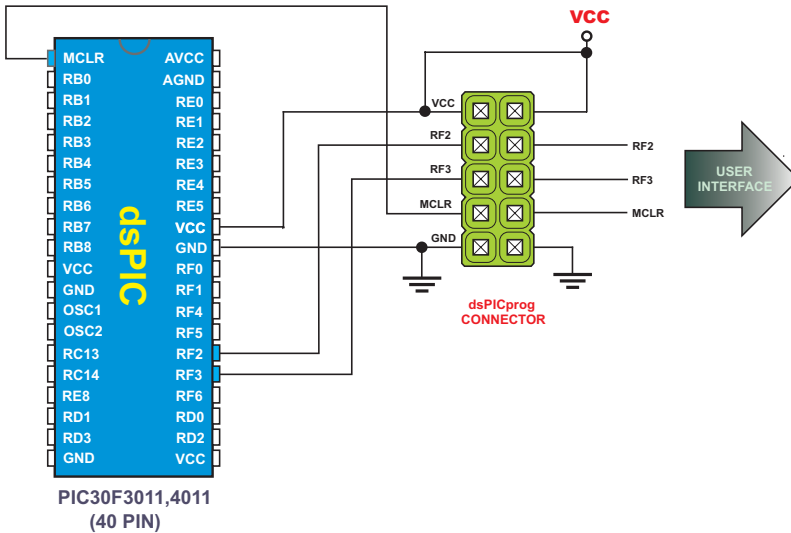 VCC
MCLR AVCC
RB0 AGND
RB1 RE0
RB2 RE1
RB3 RE2
RB4 RE3
RB5 RE4
RB6 RE5
RB7 VCC
RB8 GND
VCC RF0
GND RF1
OSC1 RF4
OSC2 RF5
RC13 RF2
RC14 RF3
RE8 RF6
RD1 RD0
RD3 RD2
GND VCC
dsPIC
PIC30F3011,4011
(40 PIN)
VCC
RF2
RF3
MCLR
GND
dsPICprog
CONNECTOR
RF2
RF3
MCLR
USER
INTERFACE